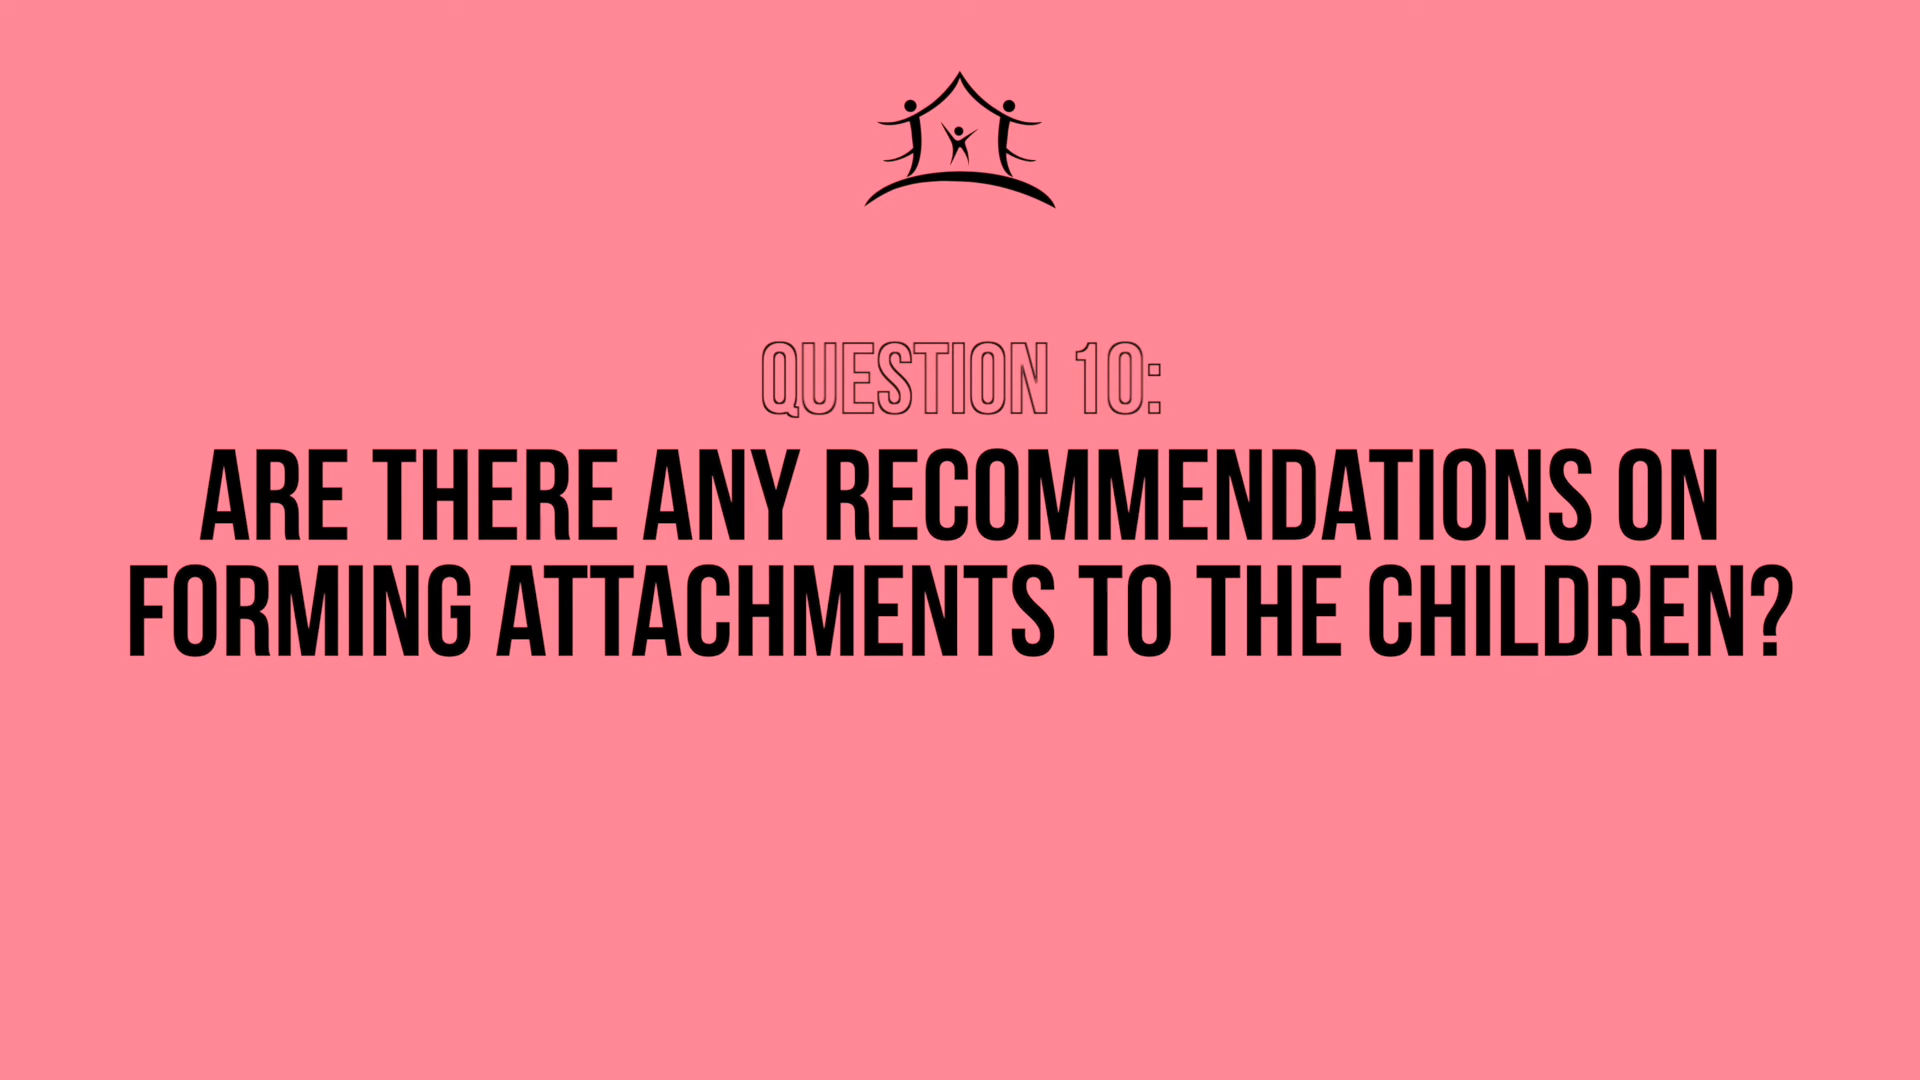 QUESTION 10:
ARE THERE ANY RECOMMENDATIONS ON
FORMING ATTACHMENTS TO THE CHILDREN?